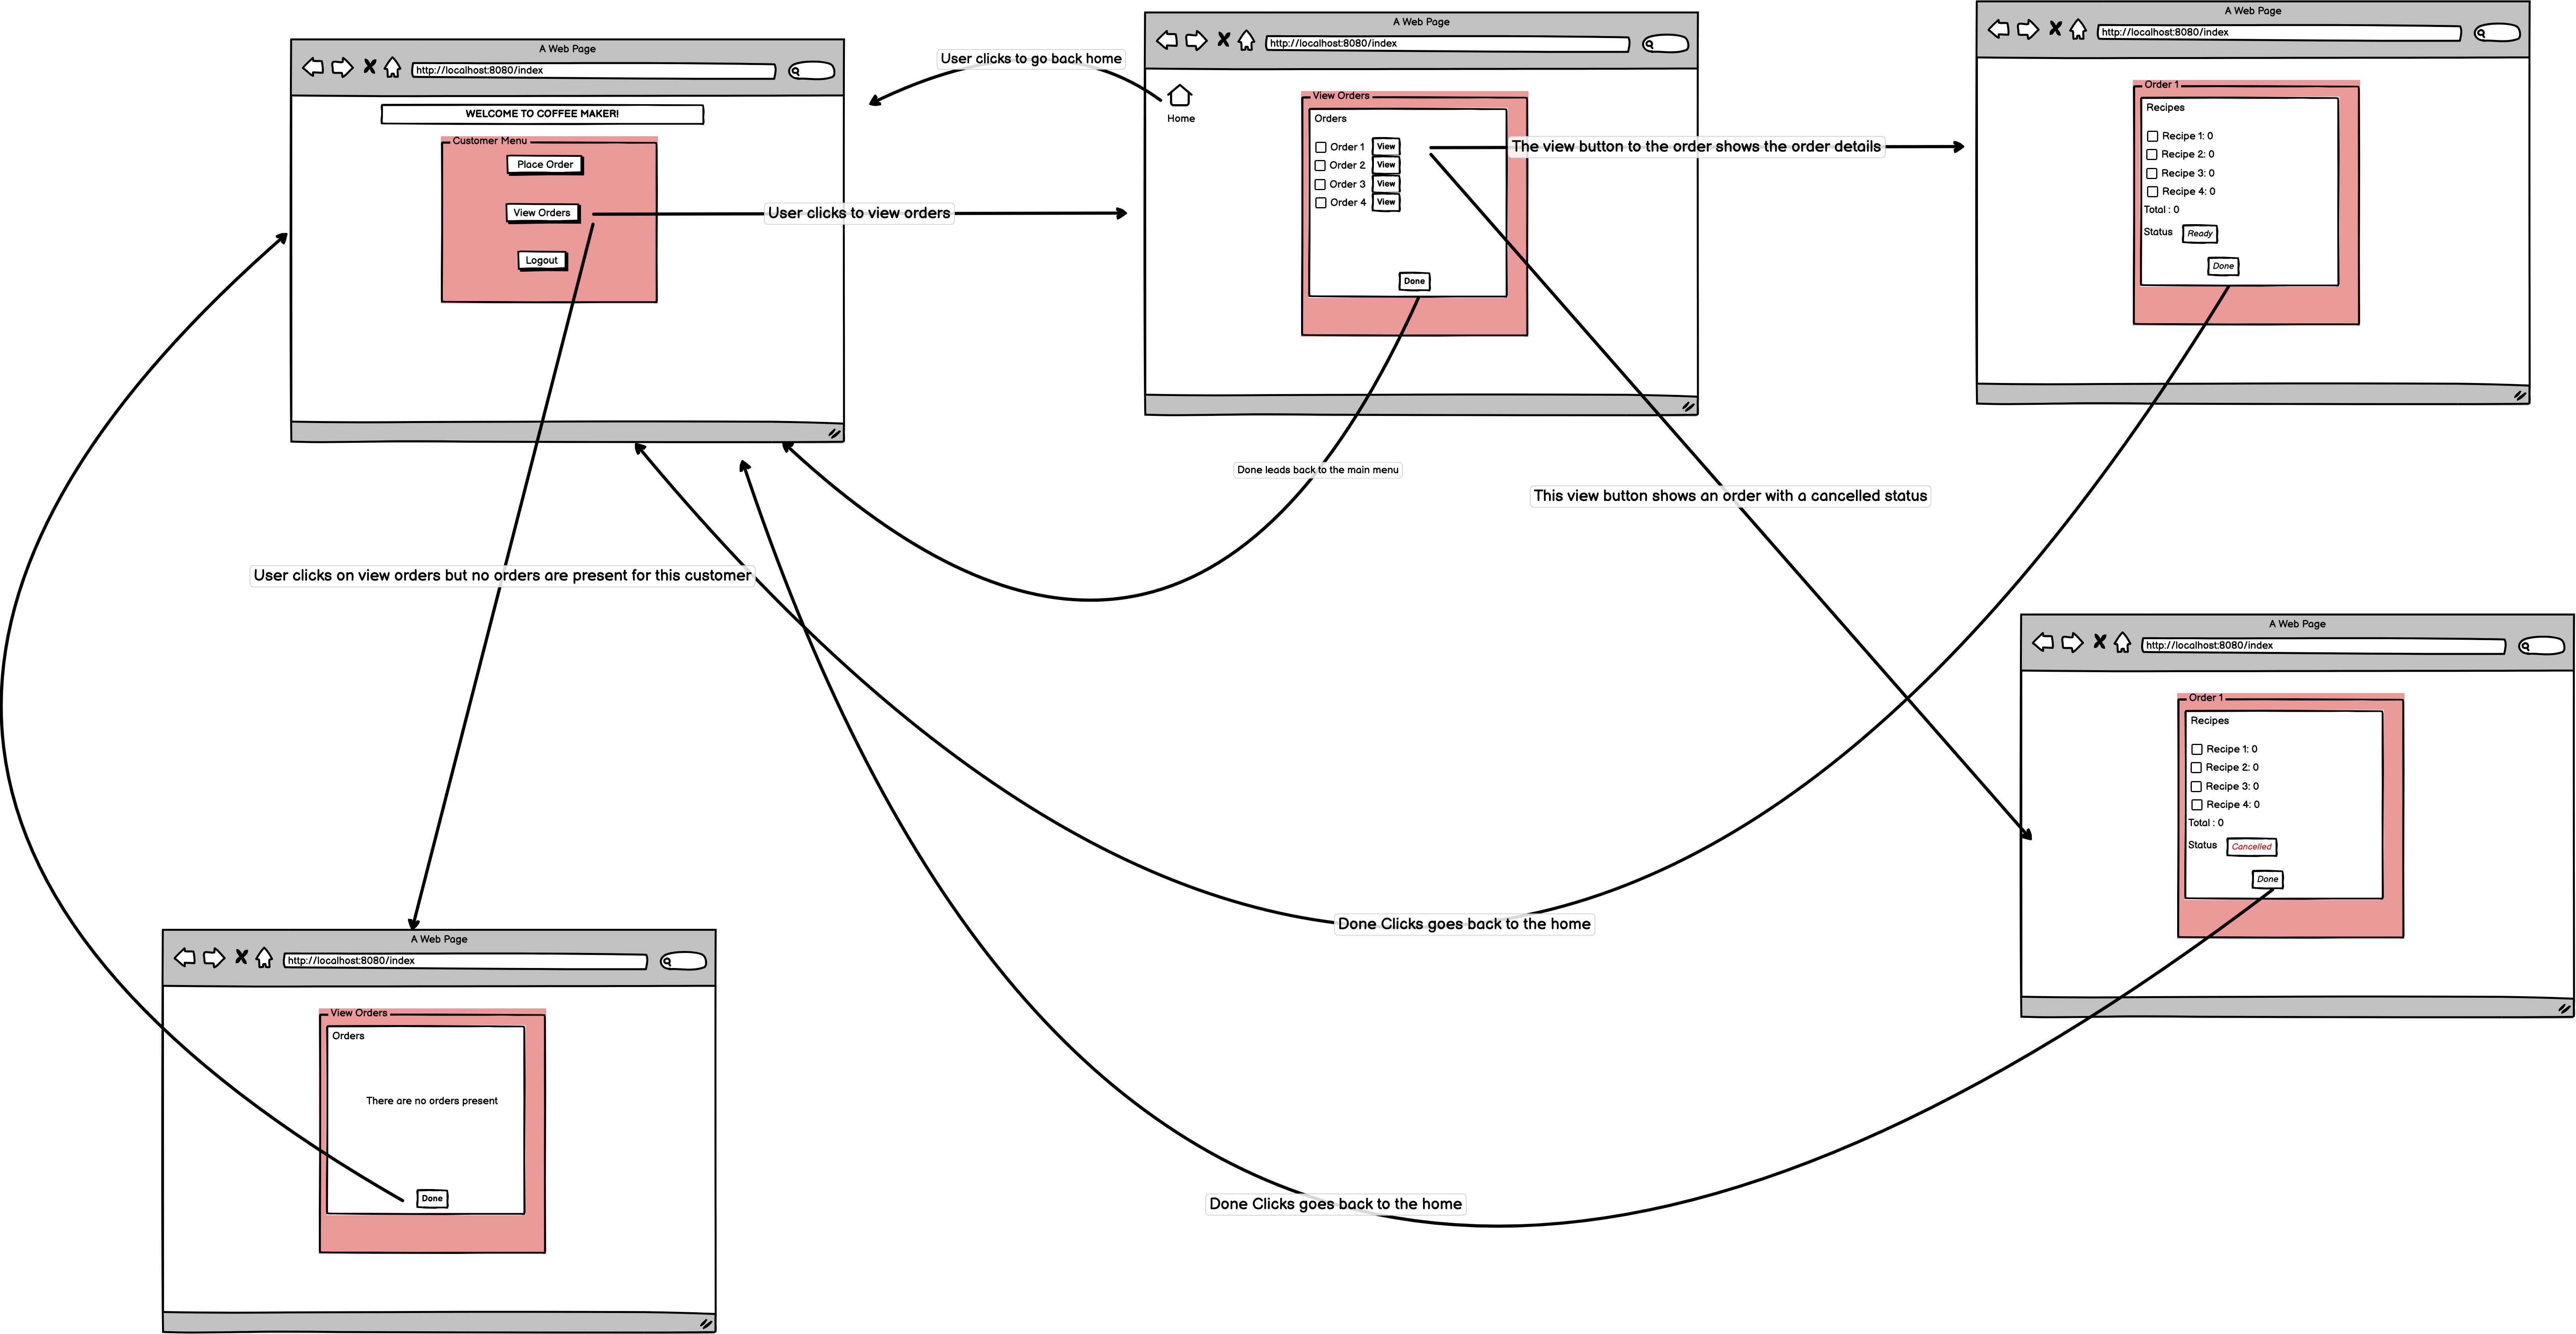 A Web Page
http://localhost:8080/index
WELCOME TO COFFEE MAKER!
Customer Menu
Place Order
View Orders
Logout
User clicks to go back home
User clicks to view orders
A Web Page
http://localhost:8080/index
Home
View Orders
Orders
Order 1 View
Order 2 View
Order 3 View
Order 4 View
Done
The view button to the order shows the order details
A Web Page
http://localhost:8080/index
Order 1
Recipes
Recipe 1: 0
Recipe 2: 0
Recipe 3: 0
Recipe 4: 0
Total : 0
Status Ready
Done
Done leads back to the main menu
This view button shows an order with a cancelled status
User clicks on view orders but no orders are present for this customer
A Web Page
http://localhost:8080/index
Order 1
Recipes
Recipe 1: 0
Recipe 2: 0
Recipe 3: 0
Recipe 4: 0
Total : 0
Status Cancelled
Done
Done Clicks goes back to the home
A Web Page
http://localhost:8080/index
View Orders
Orders
There are no orders present
Done
Done Clicks goes back to the home